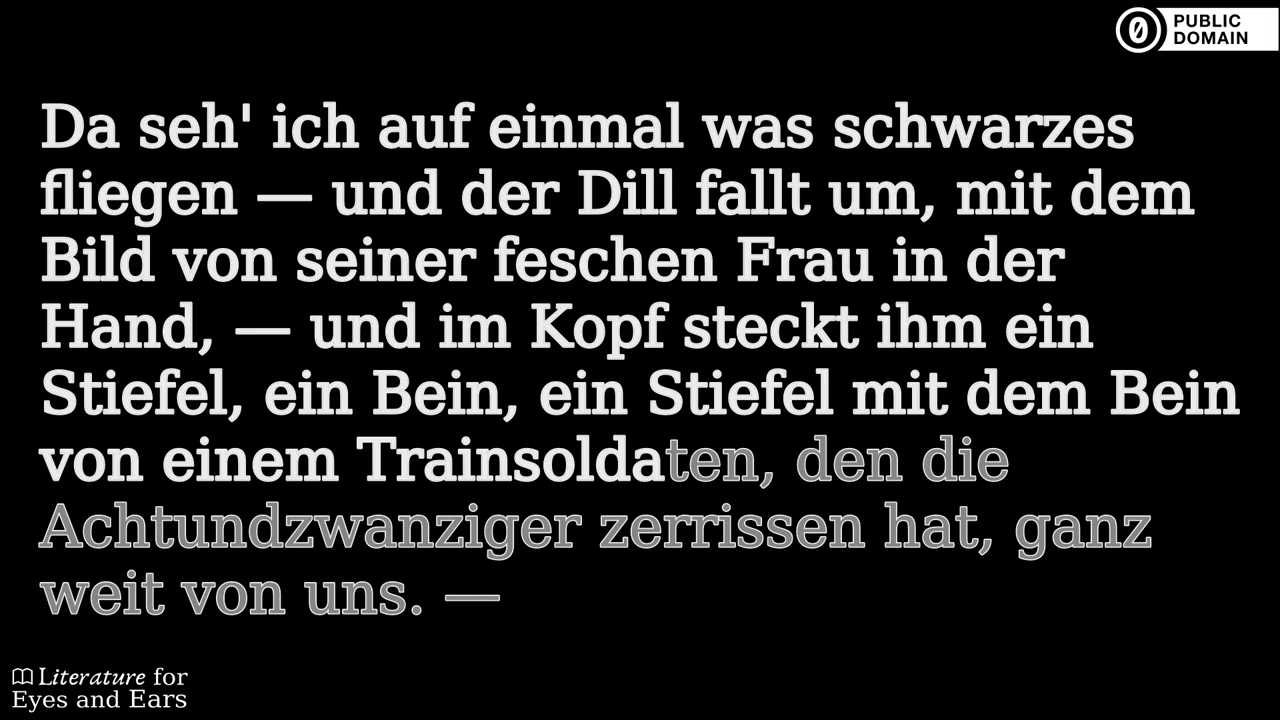 PUBLIC
DOMAIN
Da seh' ich auf einmal was schwarzes
fliegen — und der Dill fallt um, mit dem
Bild von seiner feschen Frau in der
Hand, — und im Kopf steckt ihm ein
Stiefel, ein Bein, ein Stiefel mit dem Bein
von einem Trainsoldaten, den die
Achtundzwanziger zerrissen hat, ganz
weit von uns. —
Literature for
Eyes and Ears